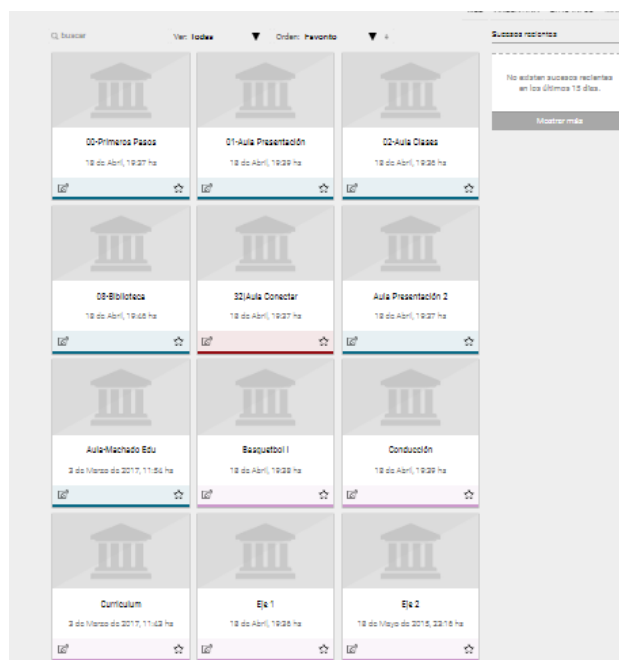 buscar
Ver: Todas
Orden: Favorito
Sucesos recientes
No existen sucesos recientes
en los últimos 15 días.
Mostrar más
00-Primeros Pasos
18 de Abril, 19:37 hs
01-Aula Presentación
18 de Abril, 19:39 hs
02-Aula Clases
18 de Abril, 19:36 hs
03-Biblioteca
18 de Abril, 19:46 hs
32|Aula Conectar
18 de Abril, 19:37 hs
Aula Presentación 2
18 de Abril, 19:37 hs
Aula-Machado Edu
3 de Marzo de 2017, 11:54 hs
Basquetbol I
18 de Abril, 19:38 hs
Conducción
18 de Abril, 19:39 hs
Curriculum
3 de Marzo de 2017, 11:43 hs
Eje 1
18 de Abril, 19:36 hs
Eje 2
18 de Mayo de 2015, 23:16 hs